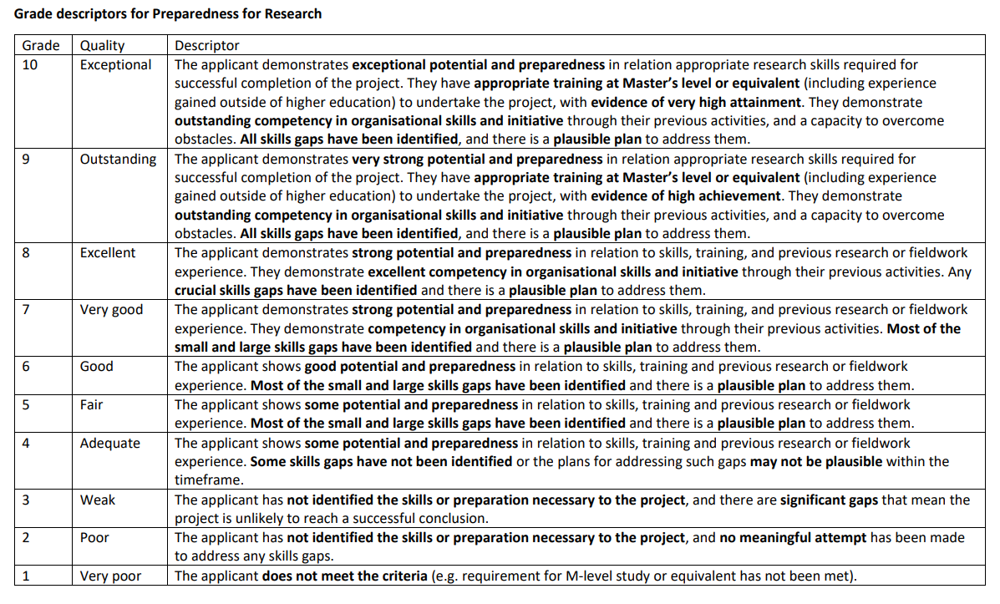 Grade descriptors for Preparedness for Research
Grade Quality Descriptor
10 Exceptional The applicant demonstrates exceptional potential and preparedness in relation appropriate research skills required for
successful completion of the project. They have appropriate training at Master’s level or equivalent (including experience
gained outside of higher education) to undertake the project, with evidence of very high attainment. They demonstrate
outstanding competency in organisational skills and initiative through their previous activities, and a capacity to overcome
obstacles. All skills gaps have been identified, and there is a plausible plan to address them.
9 Outstanding The applicant demonstrates very strong potential and preparedness in relation appropriate research skills required for
successful completion of the project. They have appropriate training at Master’s level or equivalent (including experience
gained outside of higher education) to undertake the project, with evidence of high achievement. They demonstrate
outstanding competency in organisational skills and initiative through their previous activities, and a capacity to overcome
obstacles. All skills gaps have been identified, and there is a plausible plan to address them.
8 Excellent The applicant demonstrates strong potential and preparedness in relation to skills, training, and previous research or fieldwork
experience. They demonstrate excellent competency in organisational skills and initiative through their previous activities. Any
crucial skills gaps have been identified and there is a plausible plan to address them.
7 Very good The applicant demonstrates strong potential and preparedness in relation to skills, training, and previous research or fieldwork
experience. They demonstrate competency in organisational skills and initiative through their previous activities. Most of the
small and large skills gaps have been identified and there is a plausible plan to address them.
6 Good The applicant shows good potential and preparedness in relation to skills, training and previous research or fieldwork
experience. Most of the small and large skills gaps have been identified and there is a plausible plan to address them.
5 Fair The applicant shows some potential and preparedness in relation to skills, training and previous research or fieldwork
experience. Most of the small and large skills gaps have been identified and there is a plausible plan to address them.
4 Adequate The applicant shows some potential and preparedness in relation to skills, training and previous research or fieldwork
experience. Some skills gaps have not been identified or the plans for addressing such gaps may not be plausible within the
timeframe.
3 Weak The applicant has not identified the skills or preparation necessary to the project, and there are significant gaps that mean the
project is unlikely to reach a successful conclusion.
2 Poor The applicant has not identified the skills or preparation necessary to the project, and no meaningful attempt has been made
to address any skills gaps.
1 Very poor The applicant does not meet the criteria (e.g. requirement for M-level study or equivalent has not been met).